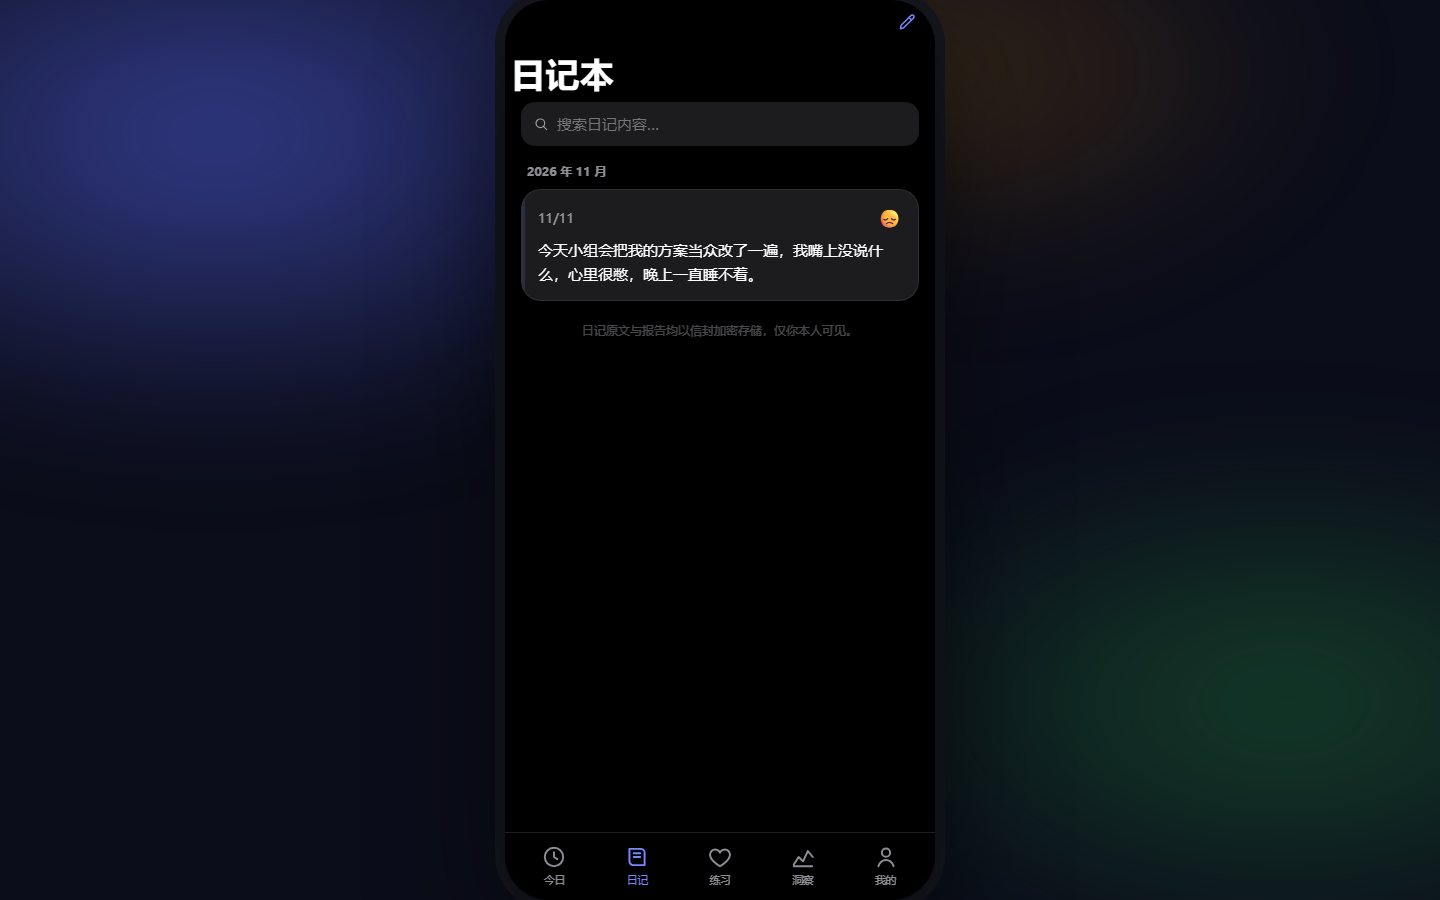 日记本
搜索日记内容...
2026 年 11 月
11/11
今天小组会把我的方案当众改了一遍，我嘴上没说什
么，心里很憋，晚上一直睡不着。
日记原文与报告均以信封加密存储，仅你本人可见。
今日
日记
练习
洞察
我的